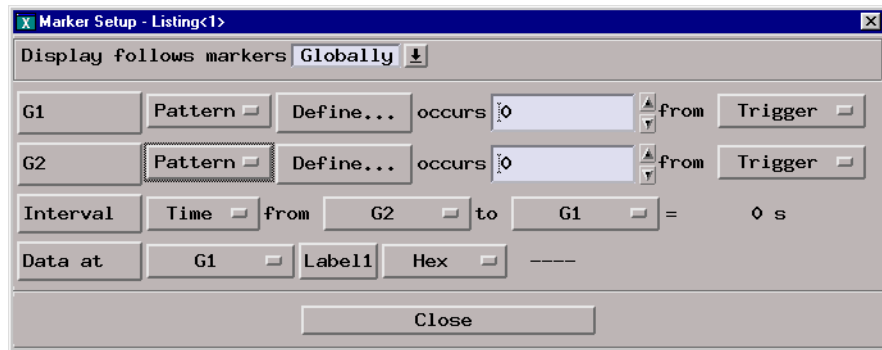 Marker Setup - Listing<1>
Display follows markers Globally
G1 Pattern Define... occurs 0 from Trigger
G2 Pattern Define... occurs 0 from Trigger
Interval Time from G2 to G1 = 0 s
Data at G1 Label1 Hex ----
Close